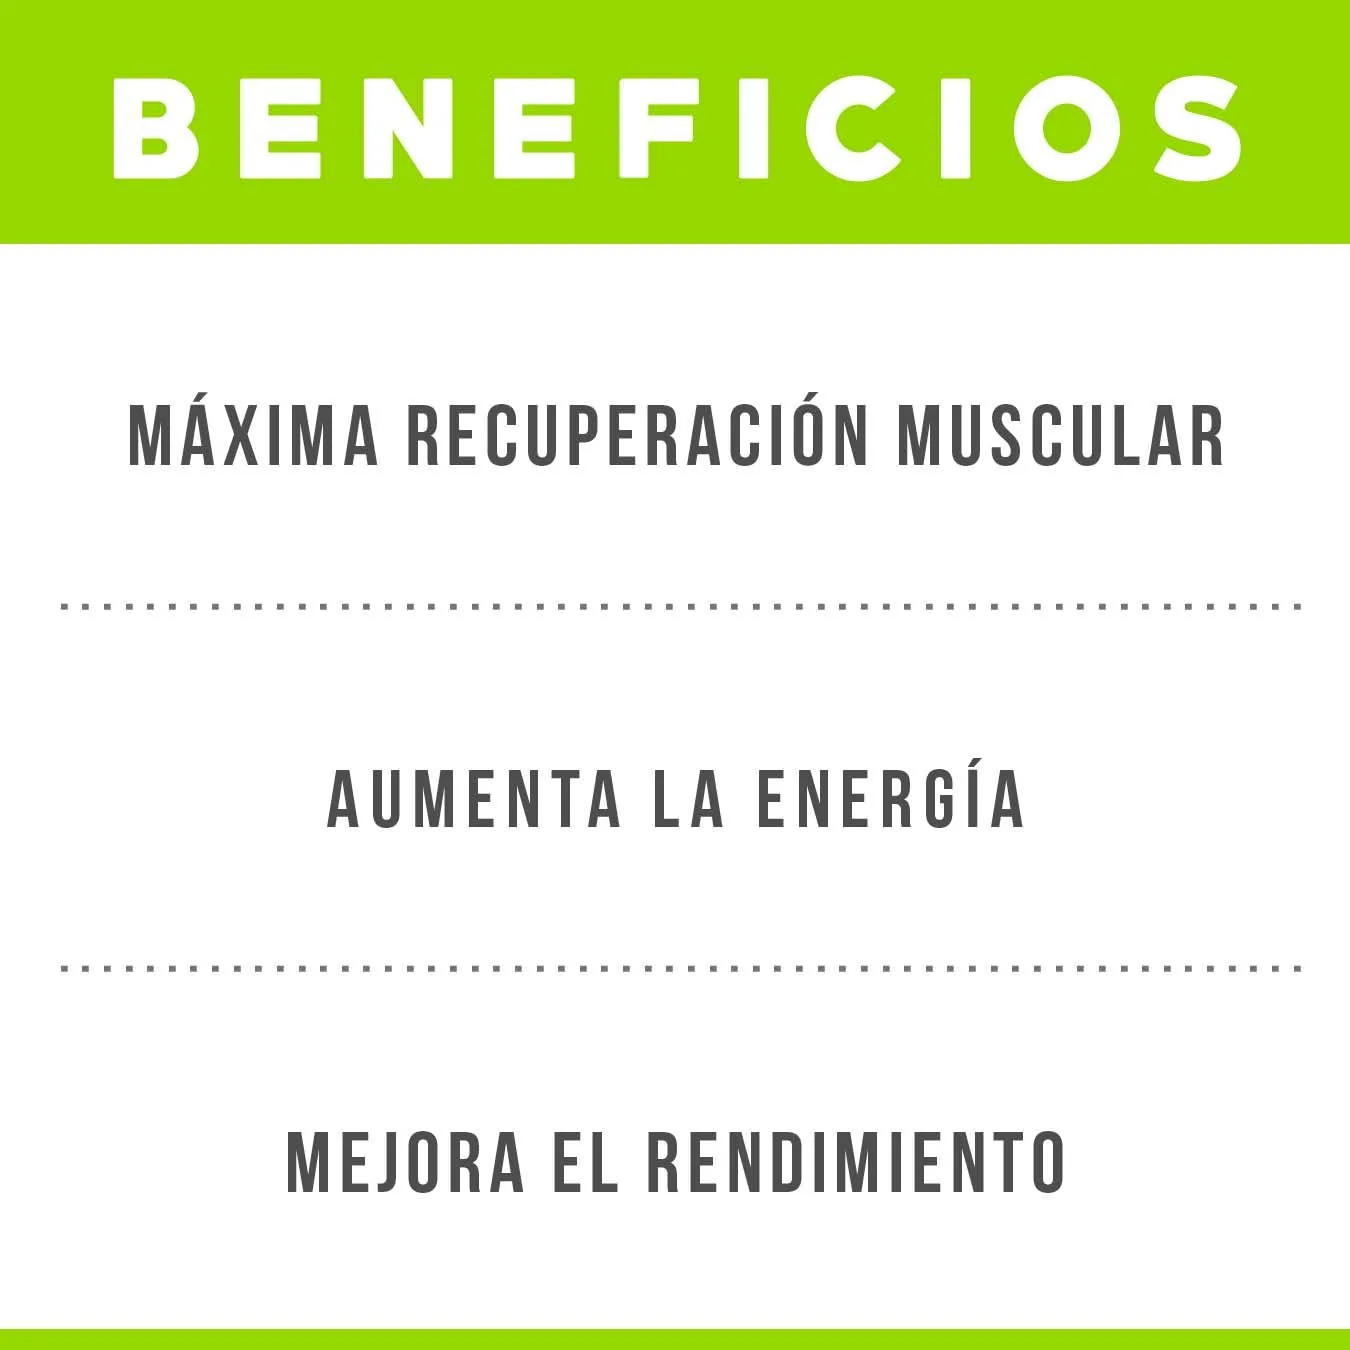 BENEFICIOS
MÁXIMA RECUPERACIÓN MUSCULAR
AUMENTA LA ENERGÍA
MEJORA EL RENDIMIENTO